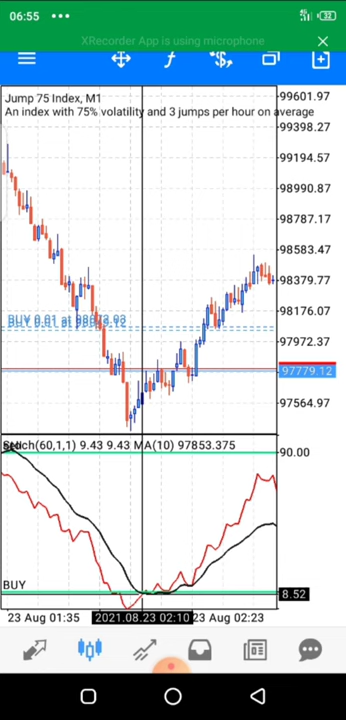 06:55
32
XRecorder App is using microphone
Jump 75 Index, M1
An index with 75% volatility and 3 jumps per hour on average
99601.97
99398.27
99194.57
98990.87
98787.17
98583.47
98379.77
98176.07
97972.37
97779.12
97564.97
Stoch(60,1,1) 9.43 9.43 MA(10) 97853.375
90.00
BUY
8.52
23 Aug 01:35
2021.08.23 02:10
23 Aug 02:23